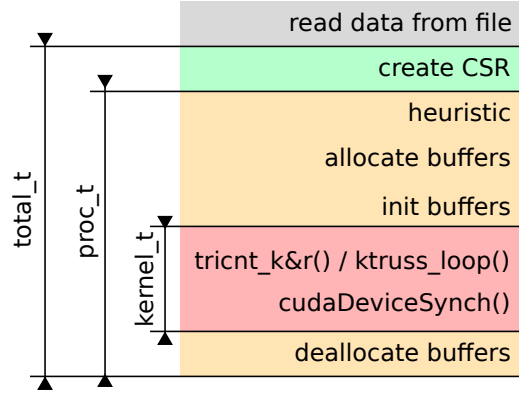 read data from file
create CSR
heuristic
allocate buffers
init buffers
tricnt_k&r() / ktruss_loop()
cudaDeviceSynch()
deallocate buffers
total_t
proc_t
kernel_t